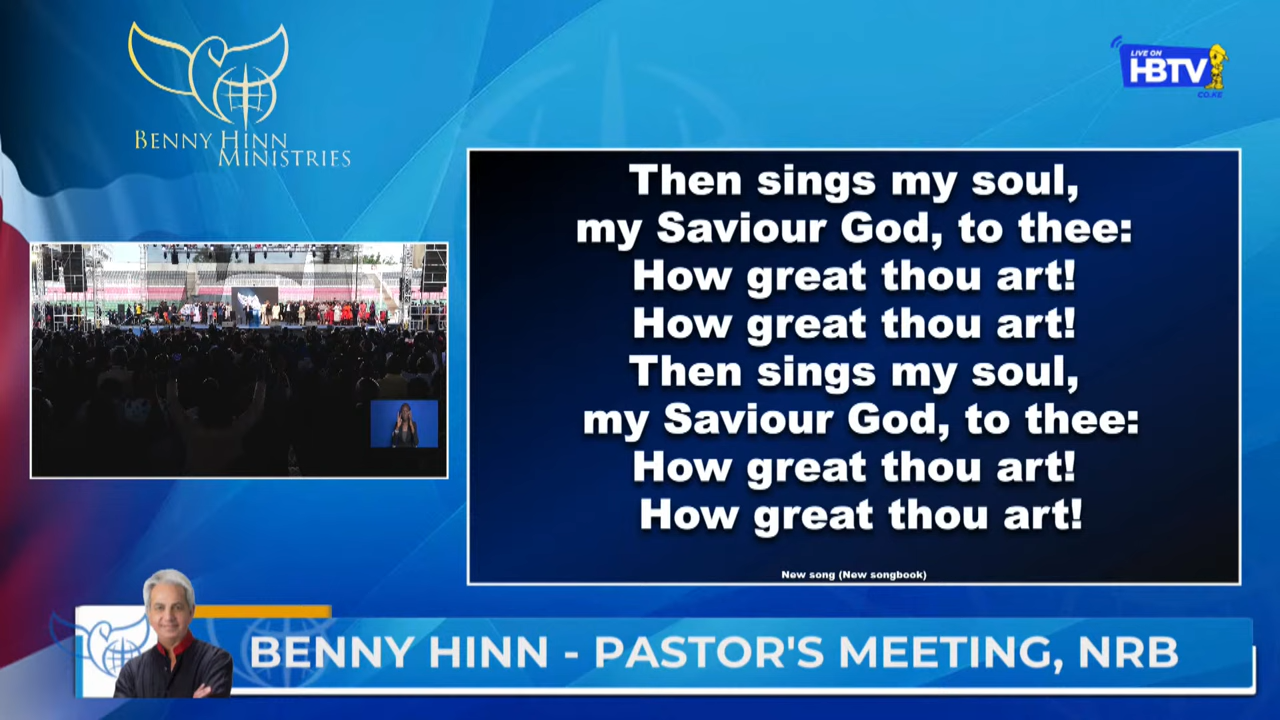 BENNY HINN
MINISTRIES
LIVE ON
HBTV
CO.KE
Then sings my soul,
my Saviour God, to thee:
How great thou art!
How great thou art!
Then sings my soul,
my Saviour God, to thee:
How great thou art!
How great thou art!
New song (New songbook)
BENNY HINN - PASTOR'S MEETING, NRB